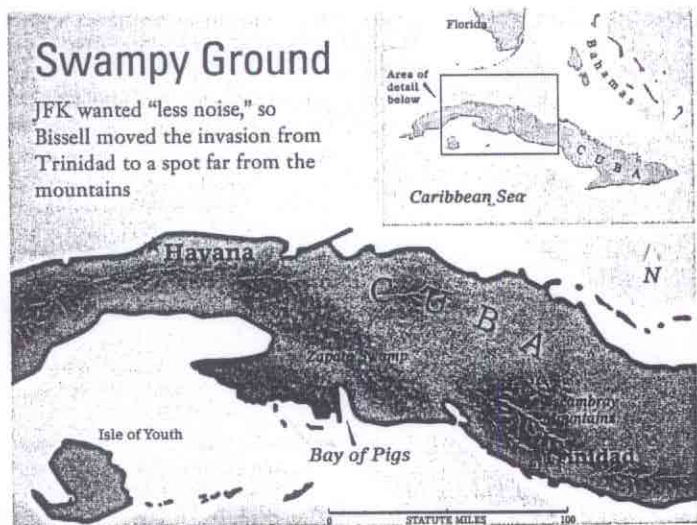 Swampy Ground
JFK wanted “less noise,” so
Bissell moved the invasion from
Trinidad to a spot far from the
mountains
Florida
Bahamas
Area of
detail
below
CUBA
Caribbean Sea
Havana
N
CUBA
Zapata Swamp
Escambray
Mountains
Trinidad
Bay of Pigs
Isle of Youth
0 STATUTE MILES 100